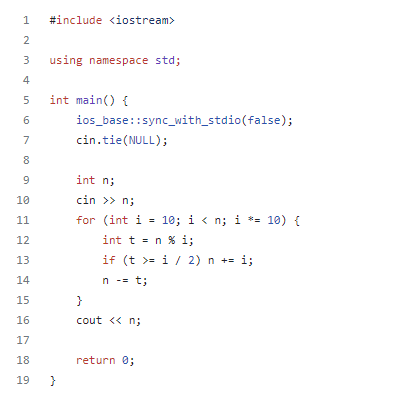 1 #include <iostream>
2
3 using namespace std;
4
5 int main() {
6     ios_base::sync_with_stdio(false);
7     cin.tie(NULL);
8
9     int n;
10     cin >> n;
11     for (int i = 10; i < n; i *= 10) {
12         int t = n % i;
13         if (t >= i / 2) n += i;
14         n -= t;
15     }
16     cout << n;
17
18     return 0;
19 }